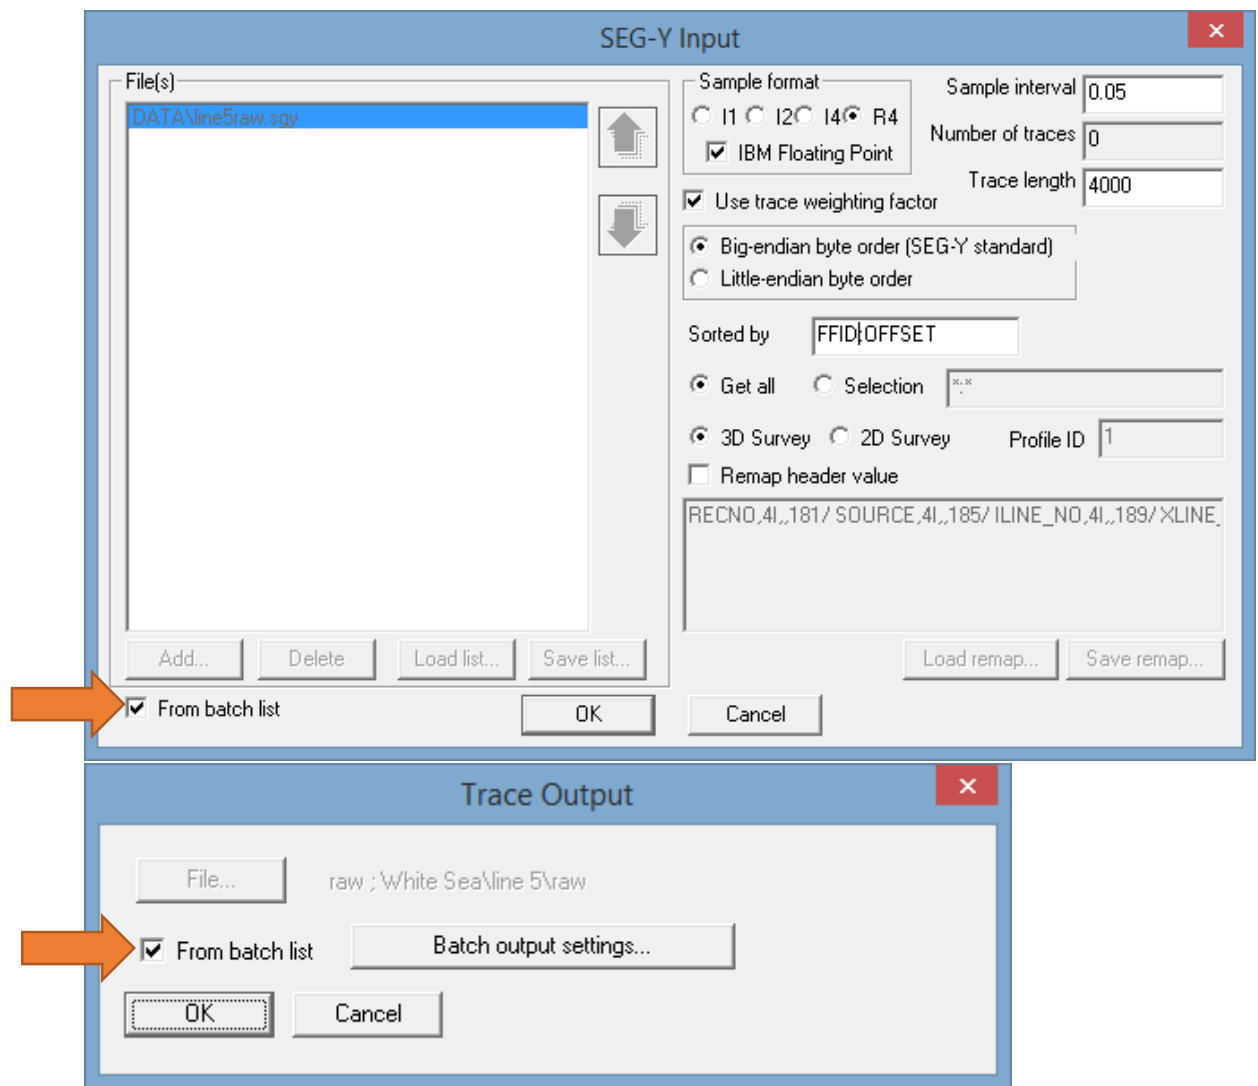 SEG-Y Input
File(s)
DATA\line5raw.sgy
Add...
Delete
Load list...
Save list...
From batch list
OK
Cancel
Sample format
I1 I2 I4 R4
IBM Floating Point
Sample interval 0.05
Number of traces 0
Trace length 4000
Use trace weighting factor
Big-endian byte order (SEG-Y standard)
Little-endian byte order
Sorted by FFID:OFFSET
Get all Selection *:*
3D Survey 2D Survey Profile ID 1
Remap header value
RECNO,4I,,181/ SOURCE,4I,,185/ ILINE_NO,4I,,189/ XLINE_
Load remap...
Save remap...
Trace Output
File... raw ; White Sea\line 5\raw
From batch list
Batch output settings...
OK
Cancel